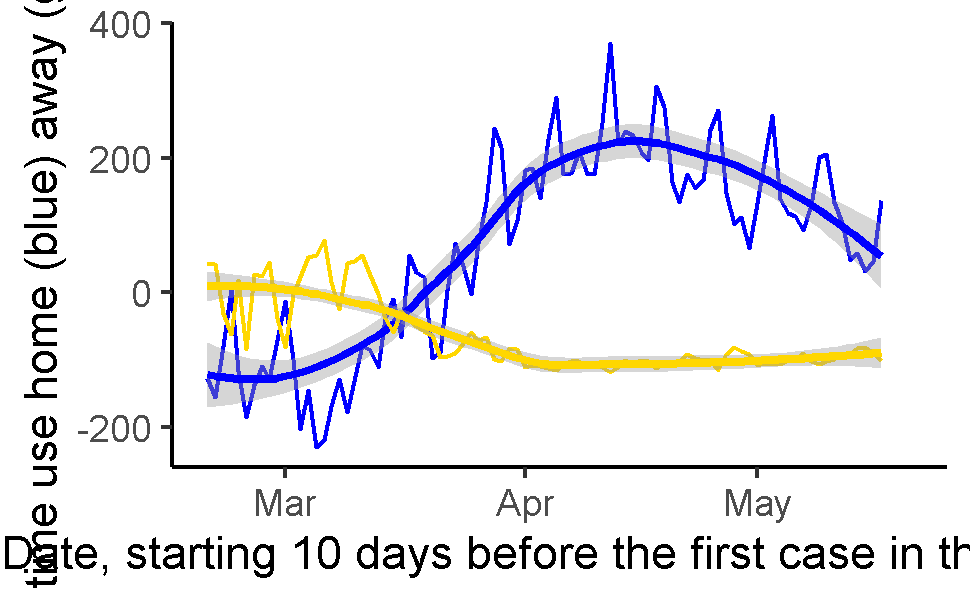 time use home (blue) away (
400
200
0
-200
Mar Apr May
Date, starting 10 days before the first case in th